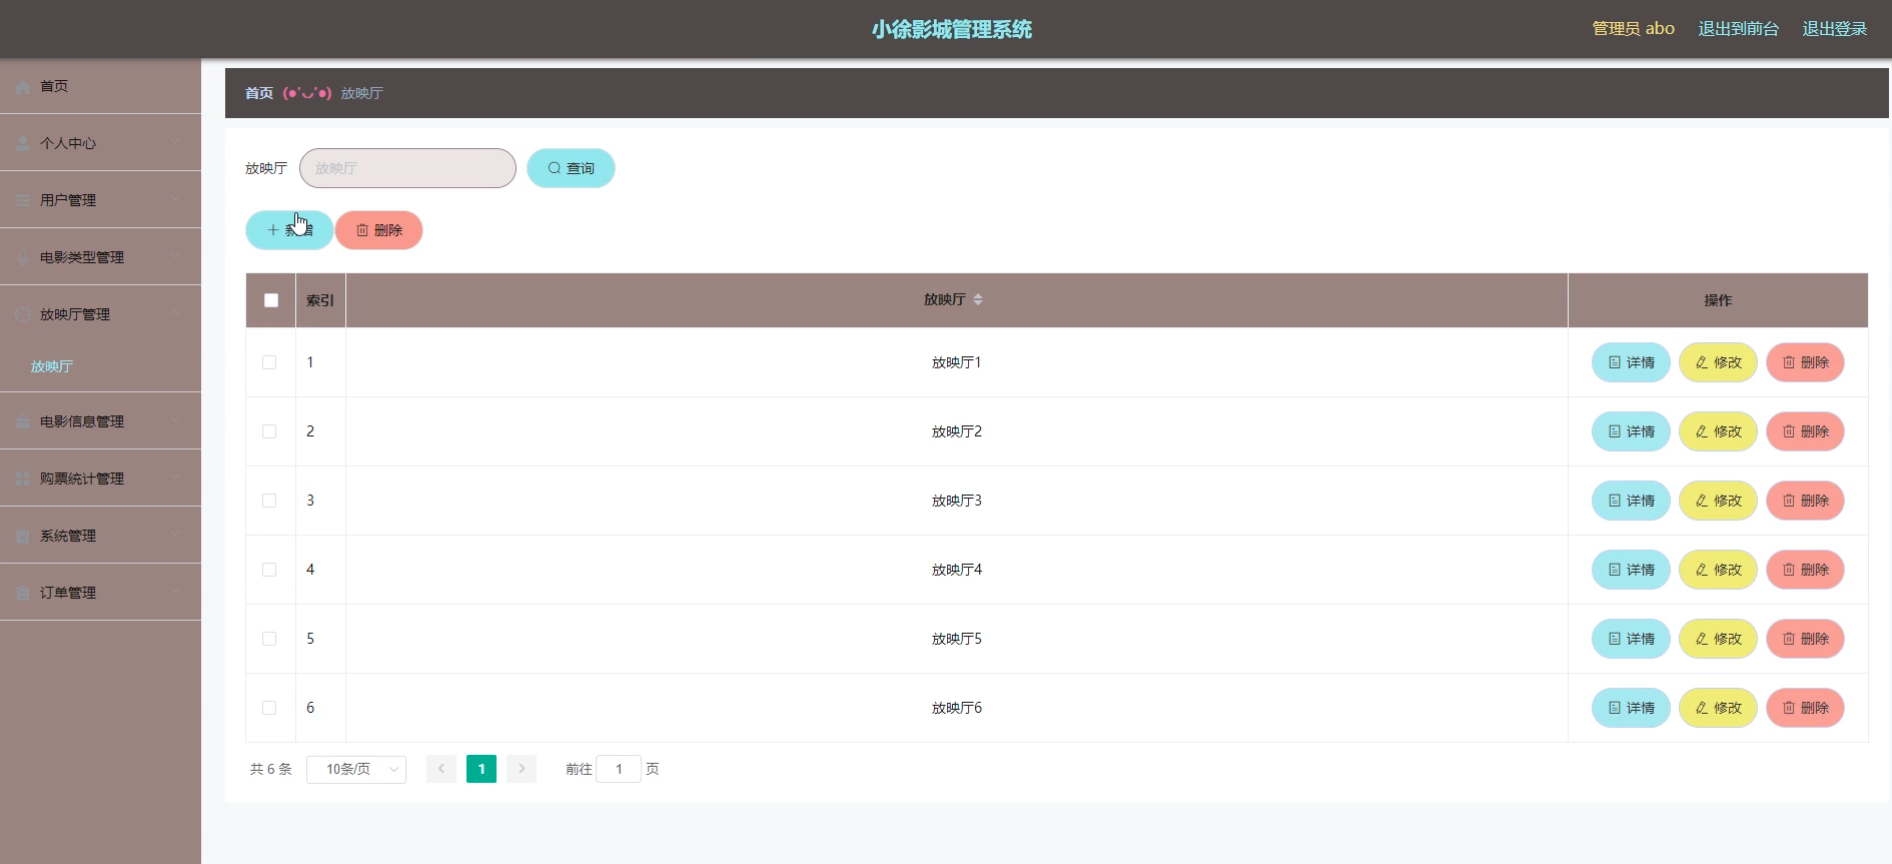 小徐影城管理系统
管理员 abo 退出到前台 退出登录
首页
个人中心
用户管理
电影类型管理
放映厅管理
放映厅
电影信息管理
购票统计管理
系统管理
订单管理
首页 (●'◡'●) 放映厅
放映厅 放映厅 查询
新增 删除
索引 放映厅 操作
1 放映厅1 详情 修改 删除
2 放映厅2 详情 修改 删除
3 放映厅3 详情 修改 删除
4 放映厅4 详情 修改 删除
5 放映厅5 详情 修改 删除
6 放映厅6 详情 修改 删除
共 6 条 10条/页 1 前往 1 页